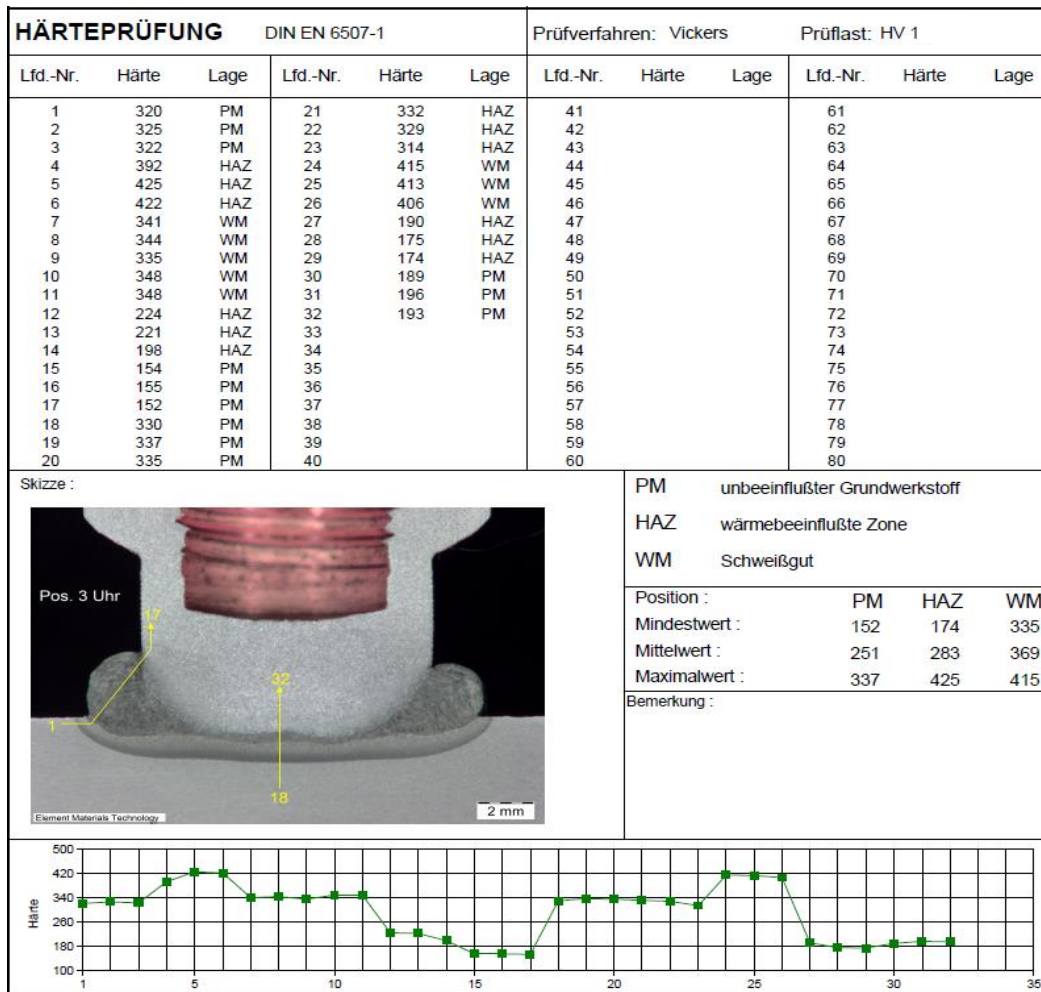 HÄRTEPRÜFUNG DIN EN 6507-1 Prüfverfahren: Vickers Prüflast: HV 1
Lfd.-Nr. Härte Lage Lfd.-Nr. Härte Lage Lfd.-Nr. Härte Lage Lfd.-Nr. Härte Lage
1 320 PM 21 332 HAZ 41 61
2 325 PM 22 329 HAZ 42 62
3 322 PM 23 314 HAZ 43 63
4 392 HAZ 24 415 WM 44 64
5 425 HAZ 25 413 WM 45 65
6 422 HAZ 26 406 WM 46 66
7 341 WM 27 190 HAZ 47 67
8 344 WM 28 175 HAZ 48 68
9 335 WM 29 174 HAZ 49 69
10 348 WM 30 189 PM 50 70
11 348 WM 31 196 PM 51 71
12 224 HAZ 32 193 PM 52 72
13 221 HAZ 33 53 73
14 198 HAZ 34 54 74
15 154 PM 35 55 75
16 155 PM 36 56 76
17 152 PM 37 57 77
18 330 PM 38 58 78
19 337 PM 39 59 79
20 335 PM 40 60 80
Skizze :
Pos. 3 Uhr
17
32
1
18
2 mm
Element Materials Technology
PM unbeeinflußter Grundwerkstoff
HAZ wärmebeeinflußte Zone
WM Schweißgut
Position : PM HAZ WM
Mindestwert : 152 174 335
Mittelwert : 251 283 369
Maximalwert : 337 425 415
Bemerkung :
Härte
500
420
340
260
180
100
1 5 10 15 20 25 30 35